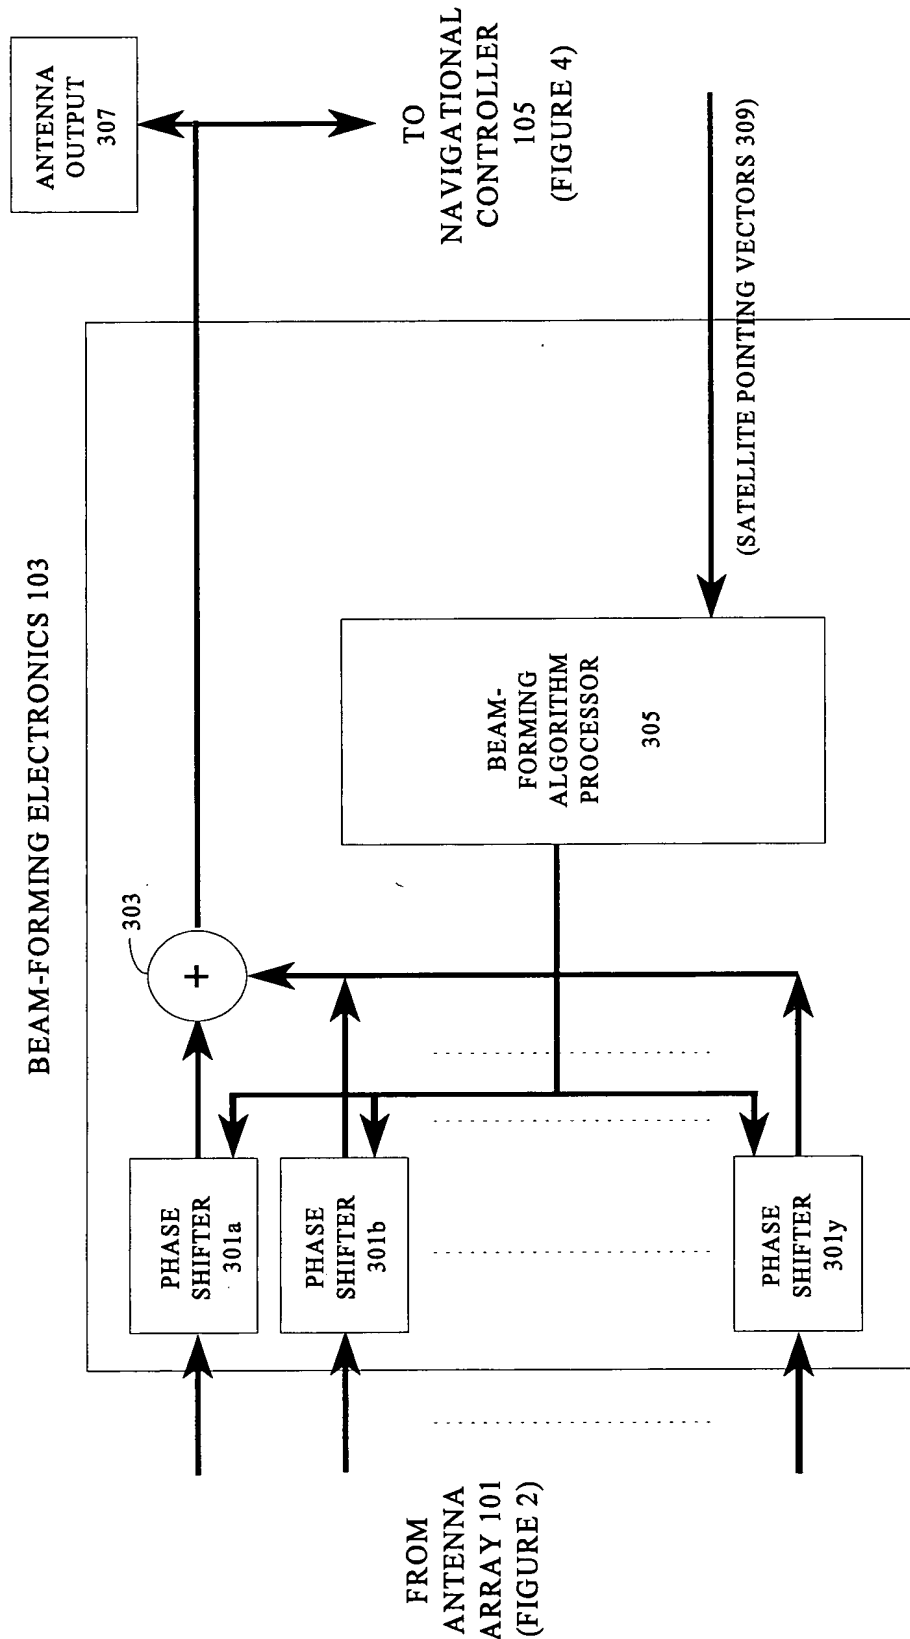 BEAM-FORMING ELECTRONICS 103
FROM
ANTENNA
ARRAY 101
(FIGURE 2)
PHASE
SHIFTER
301a
PHASE
SHIFTER
301b
PHASE
SHIFTER
301y
303
+
BEAM-
FORMING
ALGORITHM
PROCESSOR
305
ANTENNA
OUTPUT
307
TO
NAVIGATIONAL
CONTROLLER
105
(FIGURE 4)
(SATELLITE POINTING VECTORS 309)